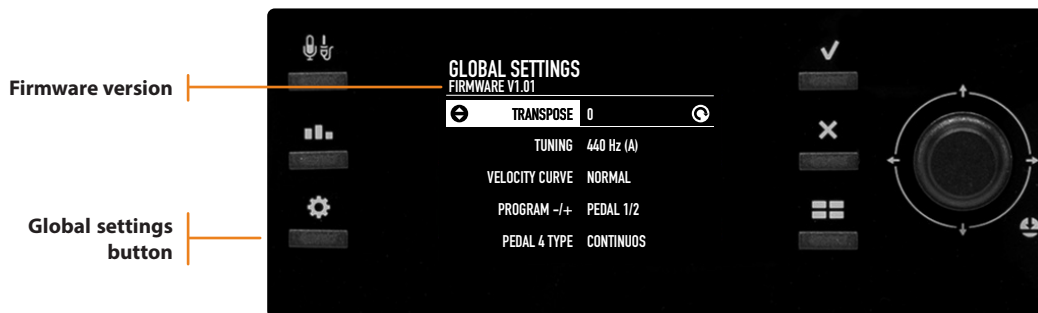 Firmware version
Global settings
button
GLOBAL SETTINGS
FIRMWARE V1.01
TRANSPOSE 0
TUNING 440 Hz (A)
VELOCITY CURVE NORMAL
PROGRAM -/+ PEDAL 1/2
PEDAL 4 TYPE CONTINUOS